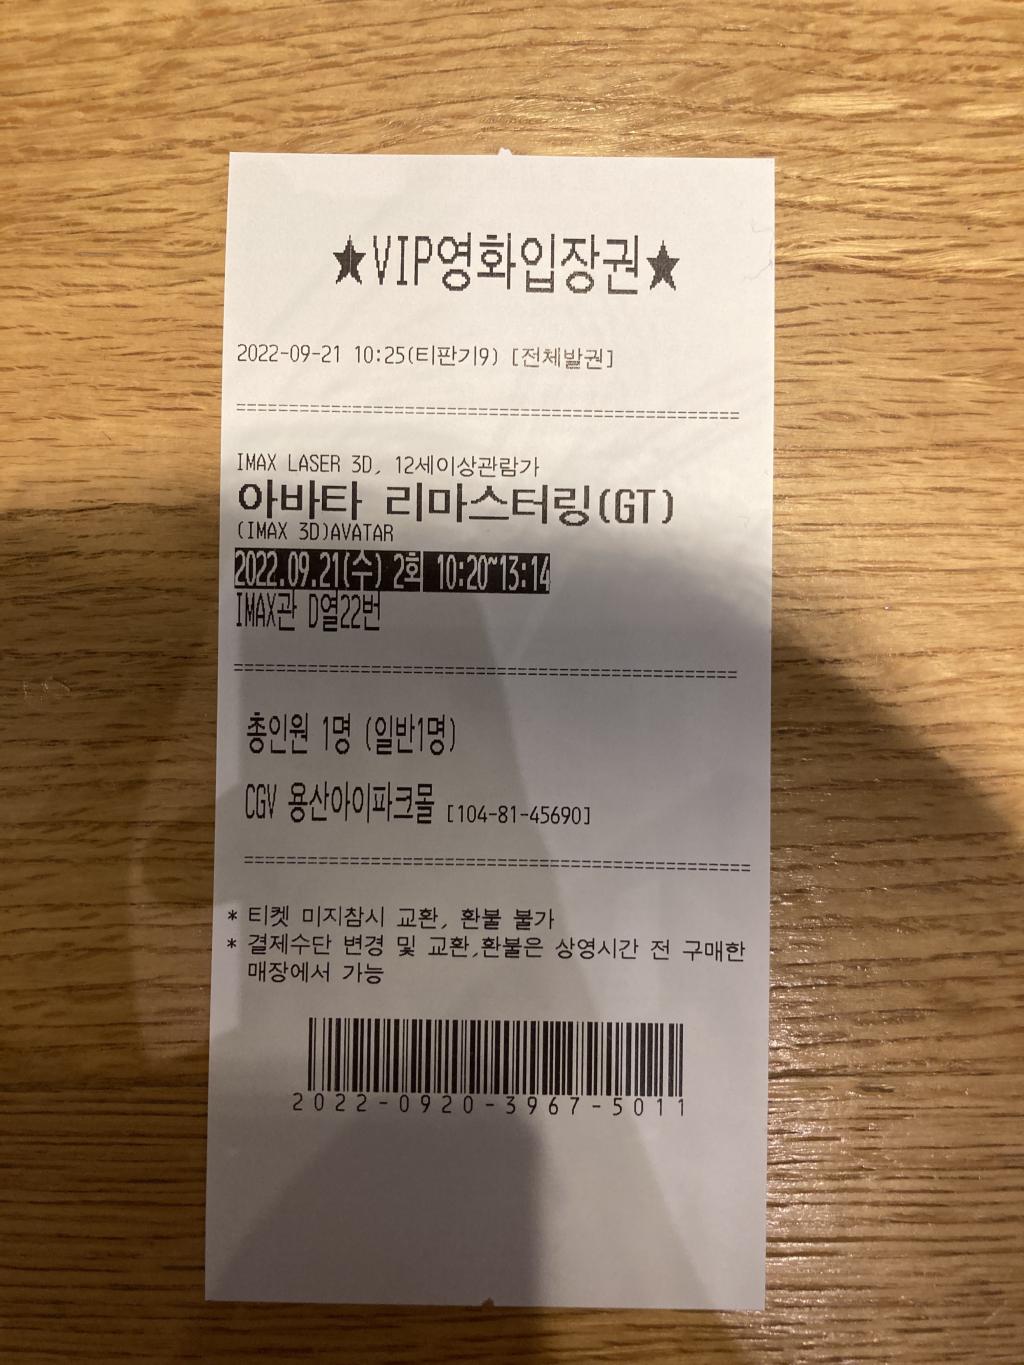 ★VIP영화입장권★
2022-09-21 10:25(티판기9) [전체발권]
================================================
IMAX LASER 3D, 12세이상관람가
아바타 리마스터링(GT)
(IMAX 3D)AVATAR
2022.09.21(수) 2회 10:20~13:14
IMAX관 D열22번
================================================
총인원 1명 (일반1명)
CGV 용산아이파크몰 [104-81-45690]
================================================
* 티켓 미지참시 교환, 환불 불가
* 결제수단 변경 및 교환,환불은 상영시간 전 구매한
매장에서 가능
2022-0920-3967-5011